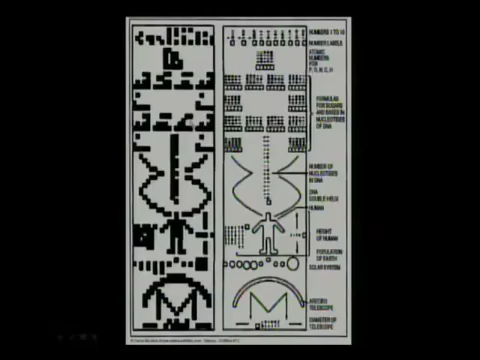 NUMBERS 1 TO 10
NUMBER LABELS
ATOMIC
NUMBERS
FOR
FORMULAS
FOR SUGARS
AND BASES IN
NUCLEOTIDES
OF DNA
NUMBER OF
NUCLEOTIDES
IN DNA
DNA
DOUBLE HELIX
HUMAN
HEIGHT
OF HUMAN
POPULATION
OF EARTH
SOLAR SYSTEM
ARECIBO
TELESCOPE
DIAMETER OF
TELESCOPE